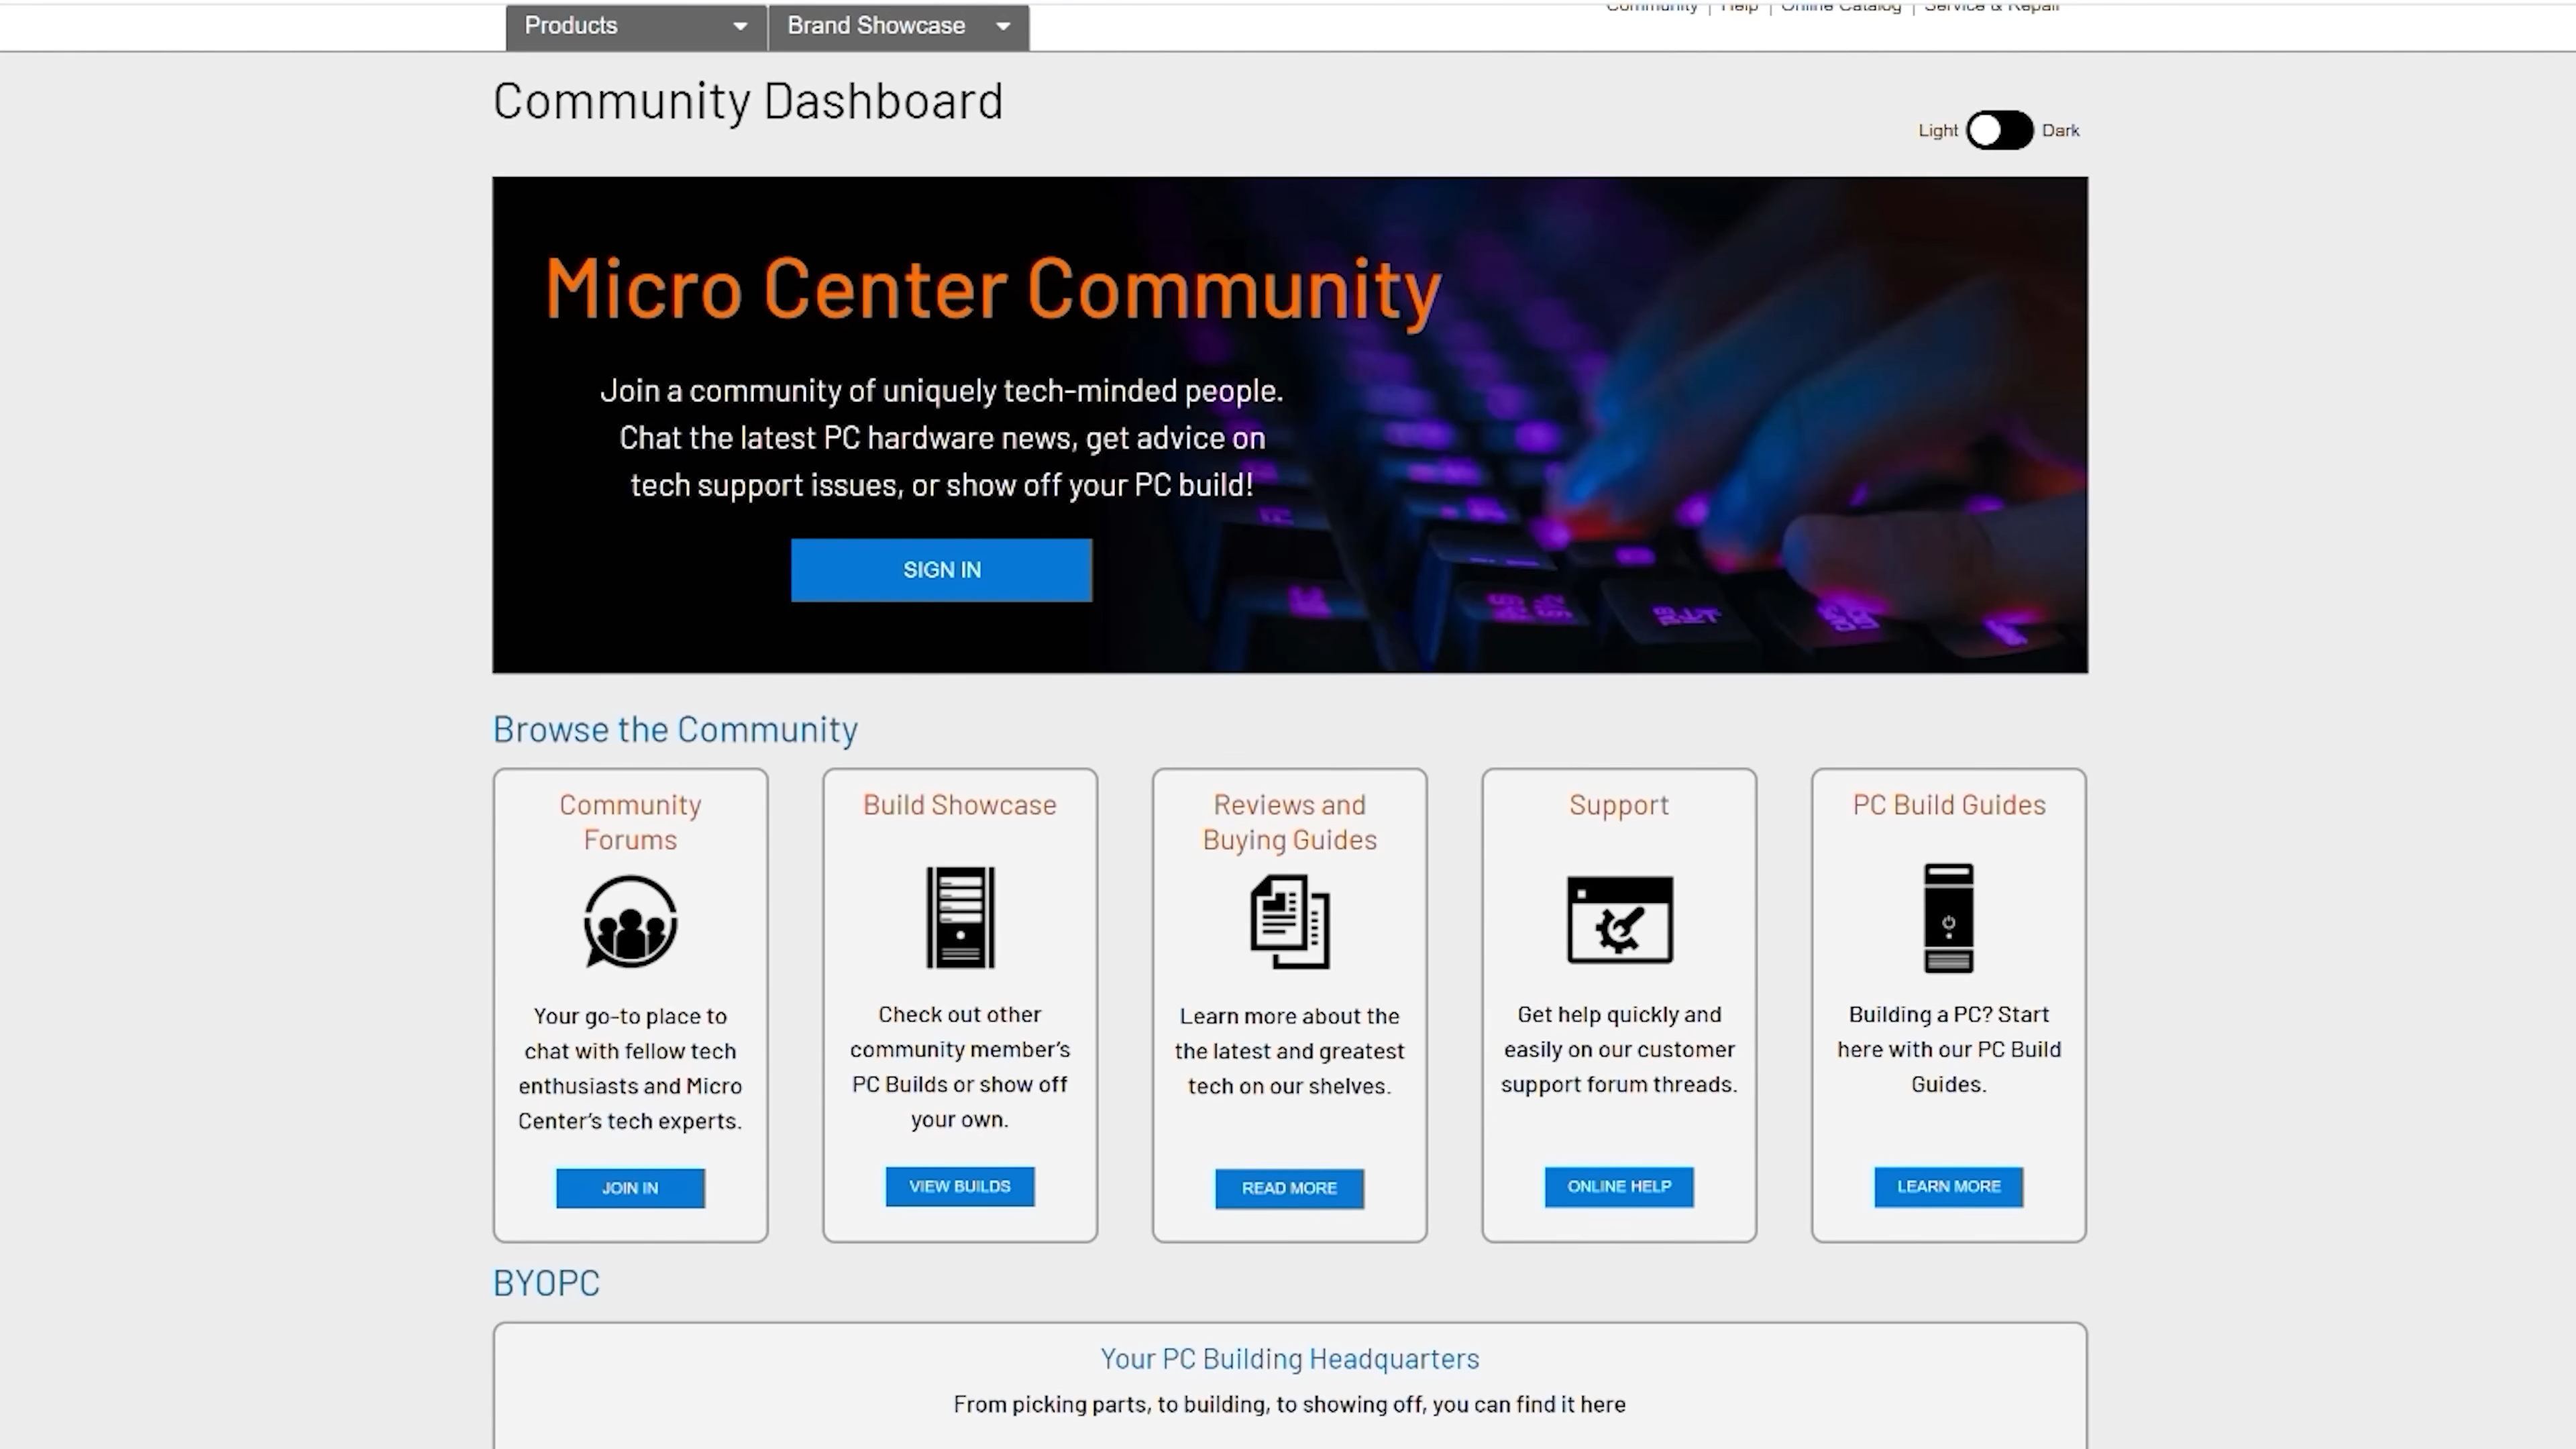 Community | Help | Online Catalog | Service & Repair
Products
Brand Showcase
Community Dashboard
Light
Dark
Micro Center Community
Join a community of uniquely tech-minded people.
Chat the latest PC hardware news, get advice on
tech support issues, or show off your PC build!
SIGN IN
Browse the Community
Community
Forums
Your go-to place to
chat with fellow tech
enthusiasts and Micro
Center's tech experts.
JOIN IN
Build Showcase
Check out other
community member's
PC Builds or show off
your own.
VIEW BUILDS
Reviews and
Buying Guides
Learn more about the
the latest and greatest
tech on our shelves.
READ MORE
Support
Get help quickly and
easily on our customer
support forum threads.
ONLINE HELP
PC Build Guides
Building a PC? Start
here with our PC Build
Guides.
LEARN MORE
BYOPC
Your PC Building Headquarters
From picking parts, to building, to showing off, you can find it here